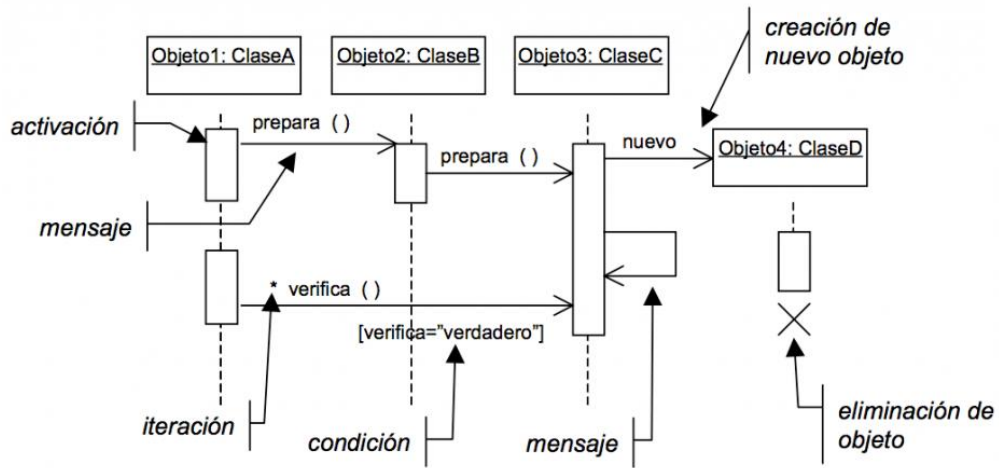 creación de
nuevo objeto
Objeto1: ClaseA
Objeto2: ClaseB
Objeto3: ClaseC
activación
prepara ( )
nuevo
Objeto4: ClaseD
prepara ( )
mensaje
* verifica ( )
[verifica="verdadero"]
iteración
condición
mensaje
eliminación de
objeto